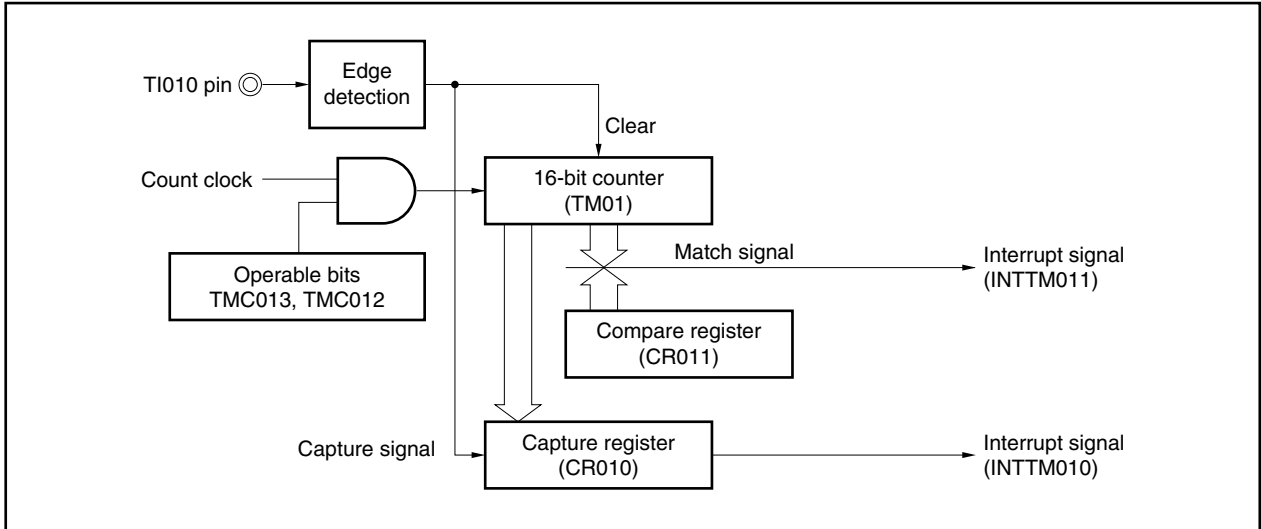 TI010 pin
Edge
detection
Clear
Count clock
16-bit counter
(TM01)
Operable bits
TMC013, TMC012
Match signal
Interrupt signal
(INTTM011)
Compare register
(CR011)
Capture signal
Capture register
(CR010)
Interrupt signal
(INTTM010)